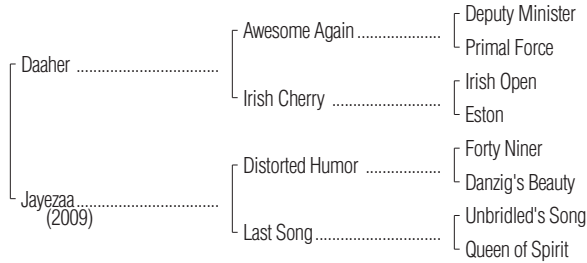 Daaher
Jayezaa
(2009)
Awesome Again
Irish Cherry
Distorted Humor
Last Song
Deputy Minister
Primal Force
Irish Open
Eston
Forty Niner
Danzig's Beauty
Unbridled's Song
Queen of Spirit